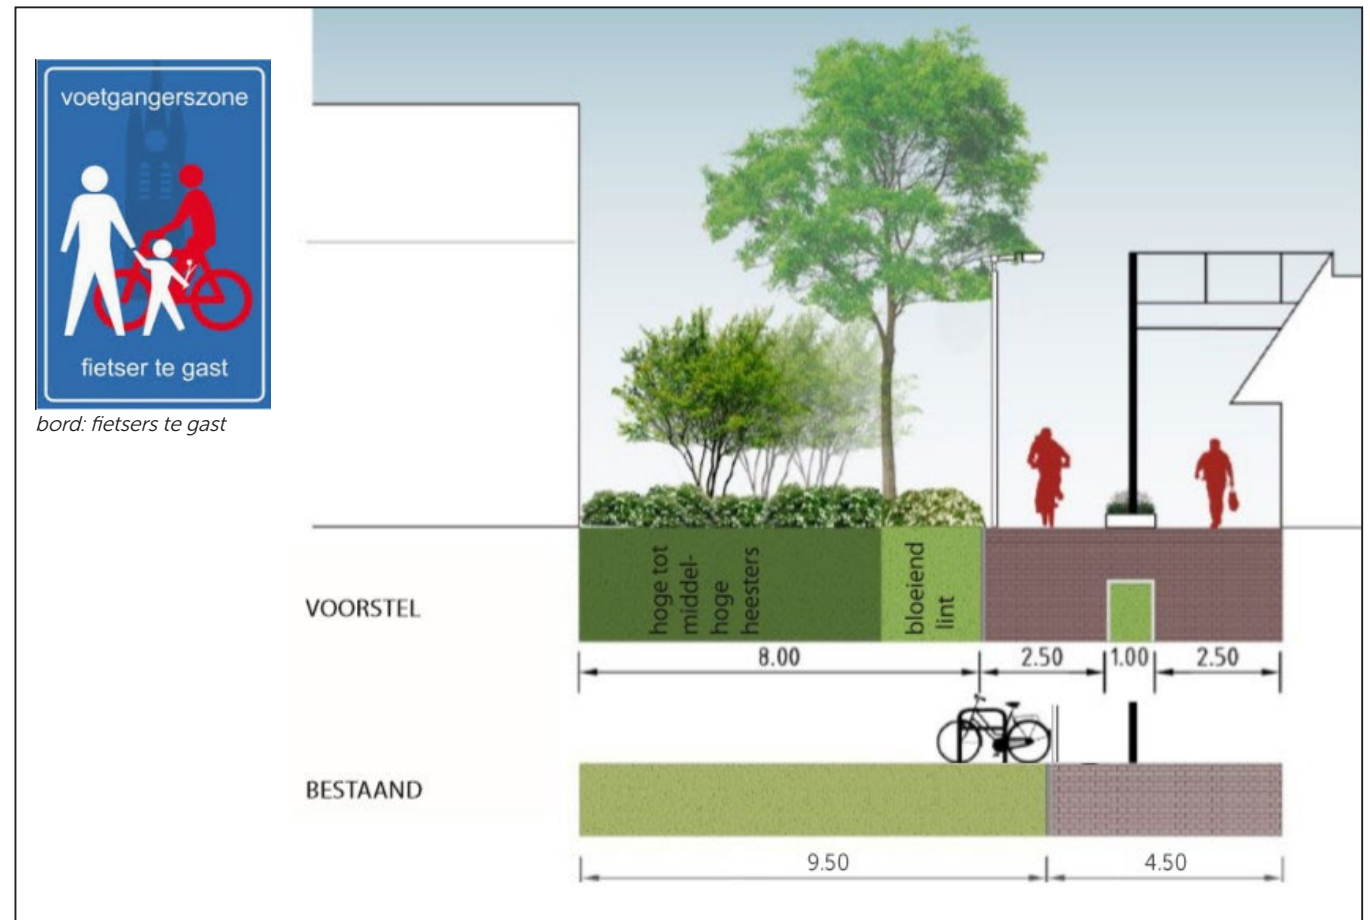 voetgangerszone
fietser te gast
bord: fietsers te gast
hoge tot
middel-
hoge
heesters
bloeiend
lint
VOORSTEL
8.00
2.50
1.00
2.50
BESTAAND
9.50
4.50